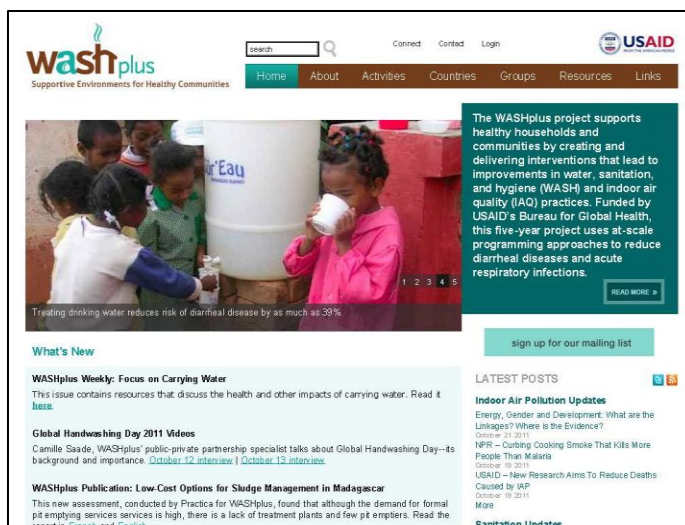 wash plus
Supportive Environments for Healthy Communities
search
Connect Contact Login
USAID
FROM THE AMERICAN PEOPLE
Home About Activities Countries Groups Resources Links
ür'Eau
1 2 3 4 5
Treating drinking water reduces risk of diarrheal disease by as much as 39%.
The WASHplus project supports
healthy households and
communities by creating and
delivering interventions that lead to
improvements in water, sanitation,
and hygiene (WASH) and indoor air
quality (IAQ) practices. Funded by
USAID's Bureau for Global Health,
this five-year project uses at-scale
programming approaches to reduce
diarrheal diseases and acute
respiratory infections.
READ MORE »
sign up for our mailing list
What's New
WASHplus Weekly: Focus on Carrying Water
This issue contains resources that discuss the health and other impacts of carrying water. Read it
here.
Global Handwashing Day 2011 Videos
Camille Saade, WASHplus' public-private partnership specialist talks about Global Handwashing Day--its
background and importance. October 12 interview | October 13 interview
WASHplus Publication: Low-Cost Options for Sludge Management in Madagascar
This new assessment, conducted by Practica for WASHplus, found that although the demand for formal
pit emptying services services is high, there is a lack of treatment plants and few pit emptiers. Read the
report in French and English
LATEST POSTS
Indoor Air Pollution Updates
Energy, Gender and Development: What are the
Linkages? Where is the Evidence?
October 21 2011
NPR – Curbing Cooking Smoke That Kills More
People Than Malaria
October 19 2011
USAID – New Research Aims To Reduce Deaths
Caused by IAP
October 19 2011
More
Sanitation Updates